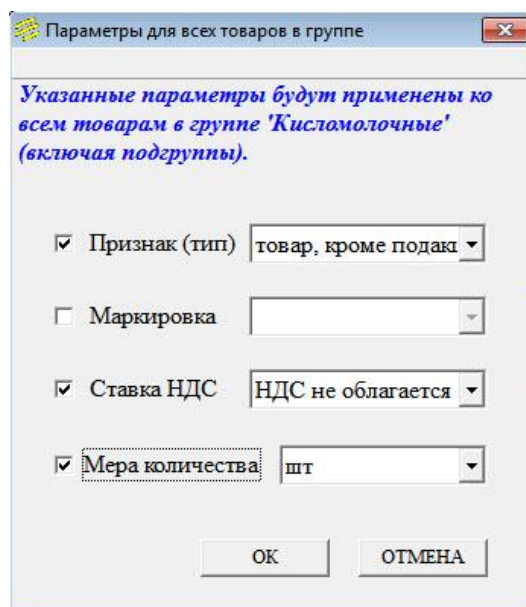 Параметры для всех товаров в группе
Указанные параметры будут применены ко
всем товарам в группе 'Кисломолочные'
(включая подгруппы).
Признак (тип) товар, кроме подакц
Маркировка
Ставка НДС НДС не облагается
Мера количества шт
ОК ОТМЕНА